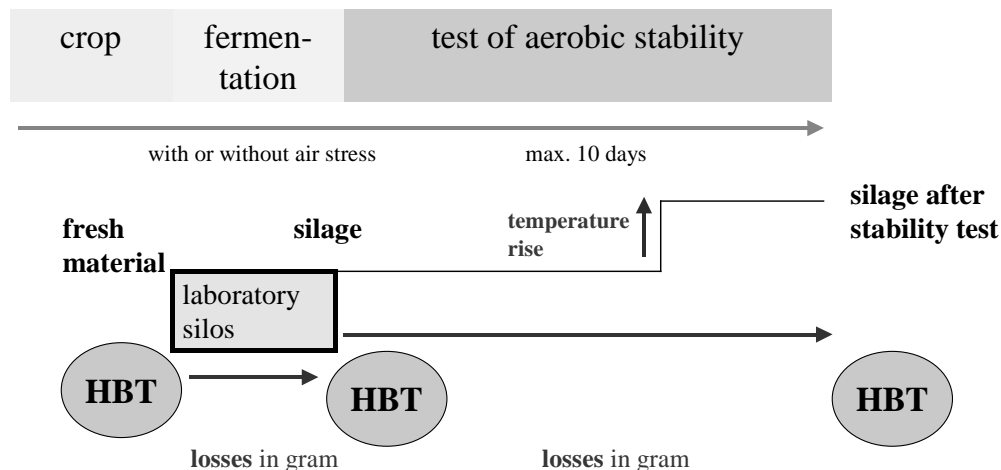 crop
fermen-
tation
test of aerobic stability
with or without air stress
max. 10 days
fresh
material
silage
temperature
rise
silage after
stability test
laboratory
silos
HBT
HBT
HBT
losses in gram
losses in gram